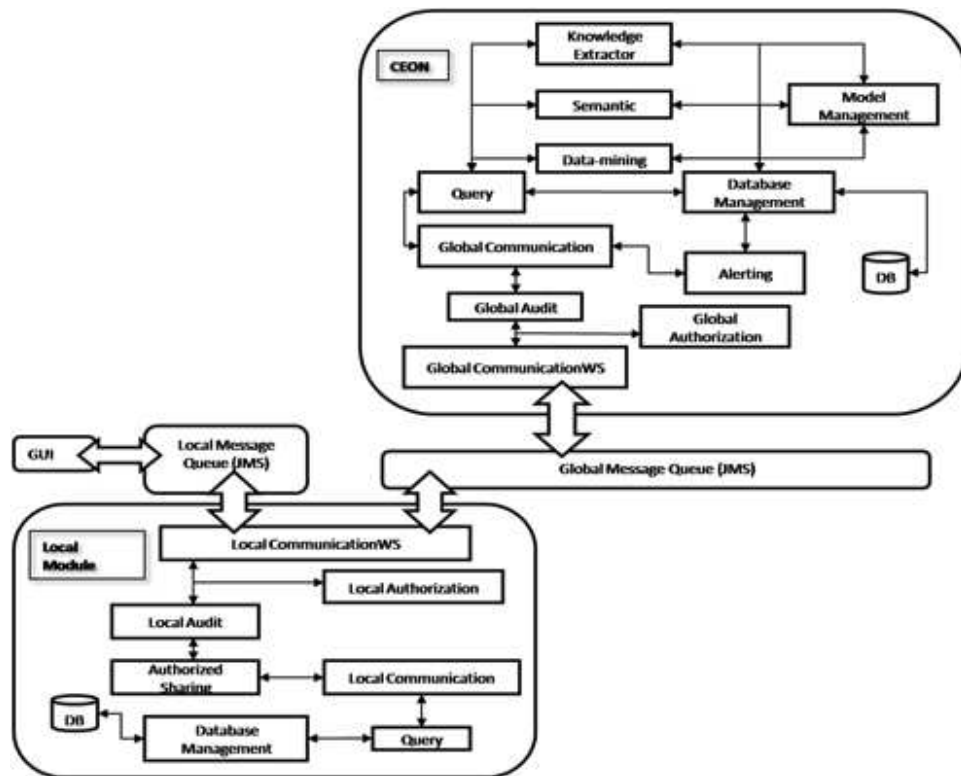 CEON
Knowledge
Extractor
Semantic
Model
Management
Data-mining
Query
Database
Management
Global Communication
Alerting
DB
Global Audit
Global
Authorization
Global CommunicationWS
GUI
Local Message
Queue (JMS)
Global Message Queue (JMS)
Local
Module
Local CommunicationWS
Local Authorization
Local Audit
Authorized
Sharing
Local Communication
DB
Database
Management
Query